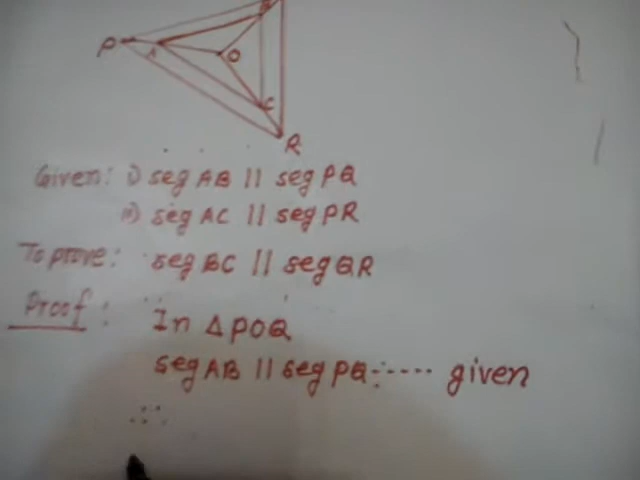 P A O
C
R
Given: i) seg AB || seg PQ
ii) seg AC || seg PR
To prove: seg BC || seg QR
Proof: In △POQ
seg AB || seg PQ ...... given
∴